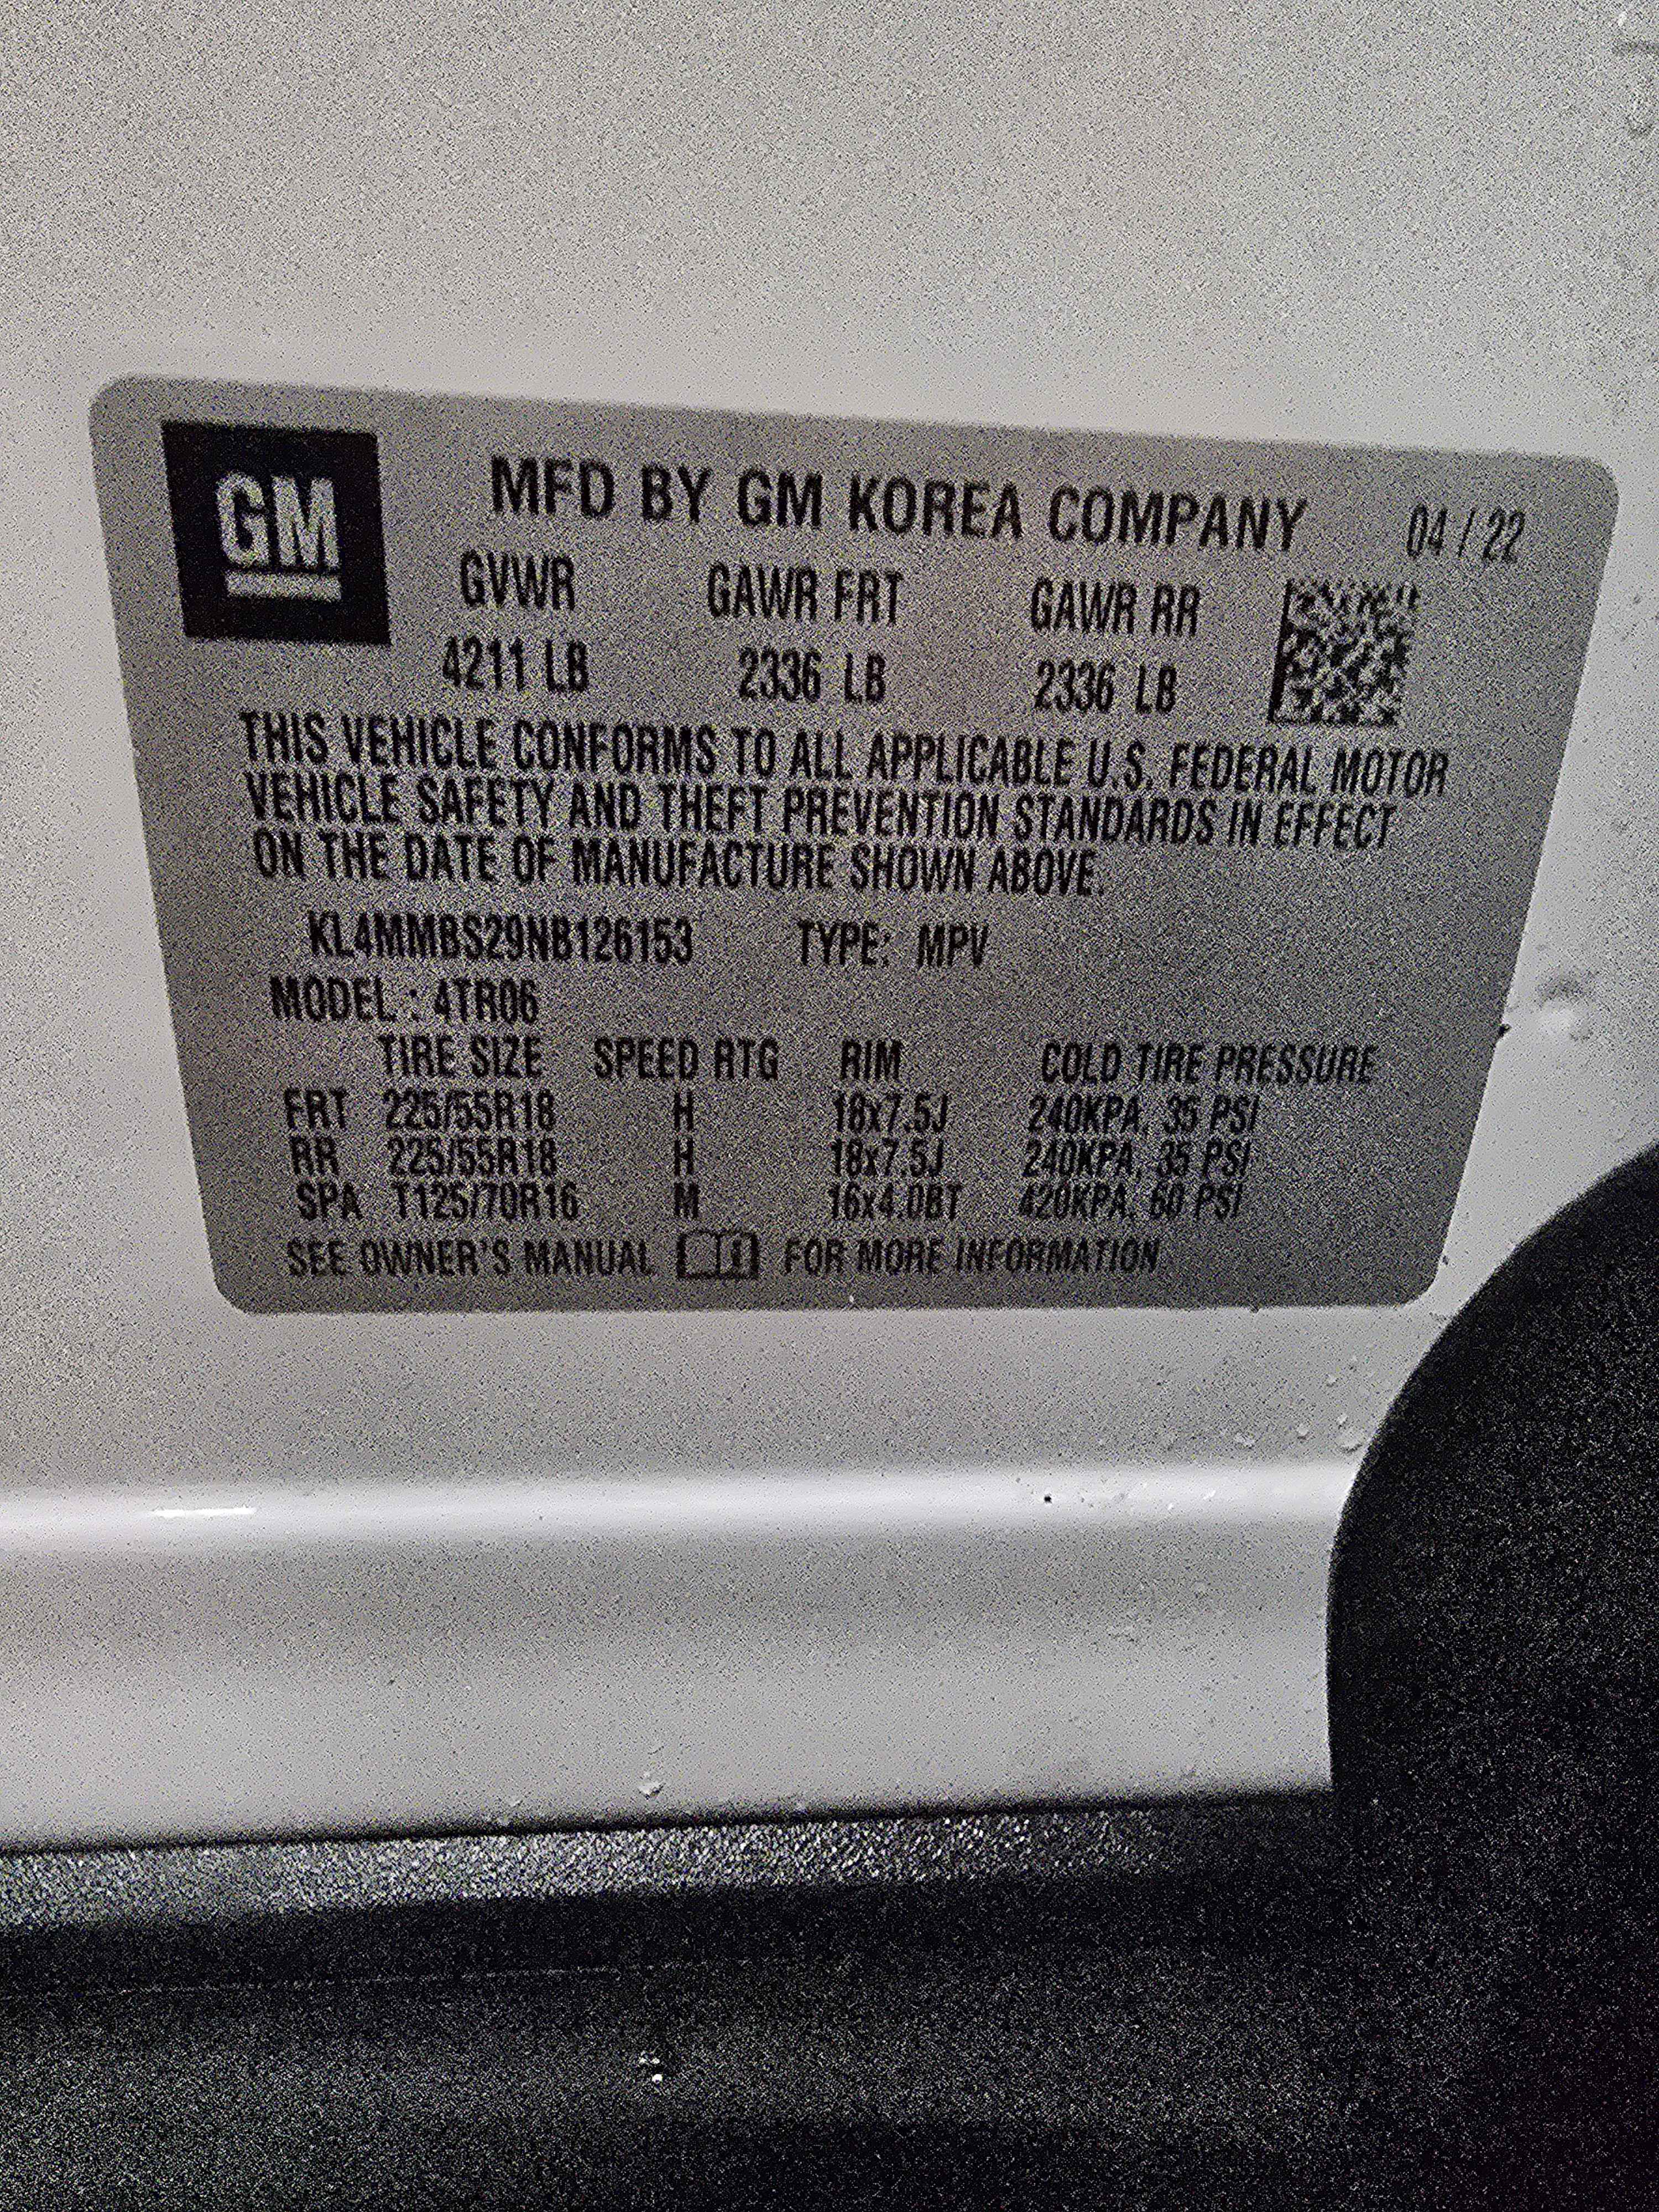 GM
MFD BY GM KOREA COMPANY 04 / 22
GVWR GAWR FRT GAWR RR
4211 LB 2336 LB 2336 LB
THIS VEHICLE CONFORMS TO ALL APPLICABLE U.S. FEDERAL MOTOR
VEHICLE SAFETY AND THEFT PREVENTION STANDARDS IN EFFECT
ON THE DATE OF MANUFACTURE SHOWN ABOVE.
KL4MMBS29NB126153 TYPE: MPV
MODEL : 4TR06
TIRE SIZE SPEED RTG RIM COLD TIRE PRESSURE
FRT 225/55R18 H 18x7.5J 240KPA, 35 PSI
RR 225/55R18 H 18x7.5J 240KPA, 35 PSI
SPA T125/70R16 M 16x4.0BT 420KPA, 60 PSI
SEE OWNER'S MANUAL FOR MORE INFORMATION